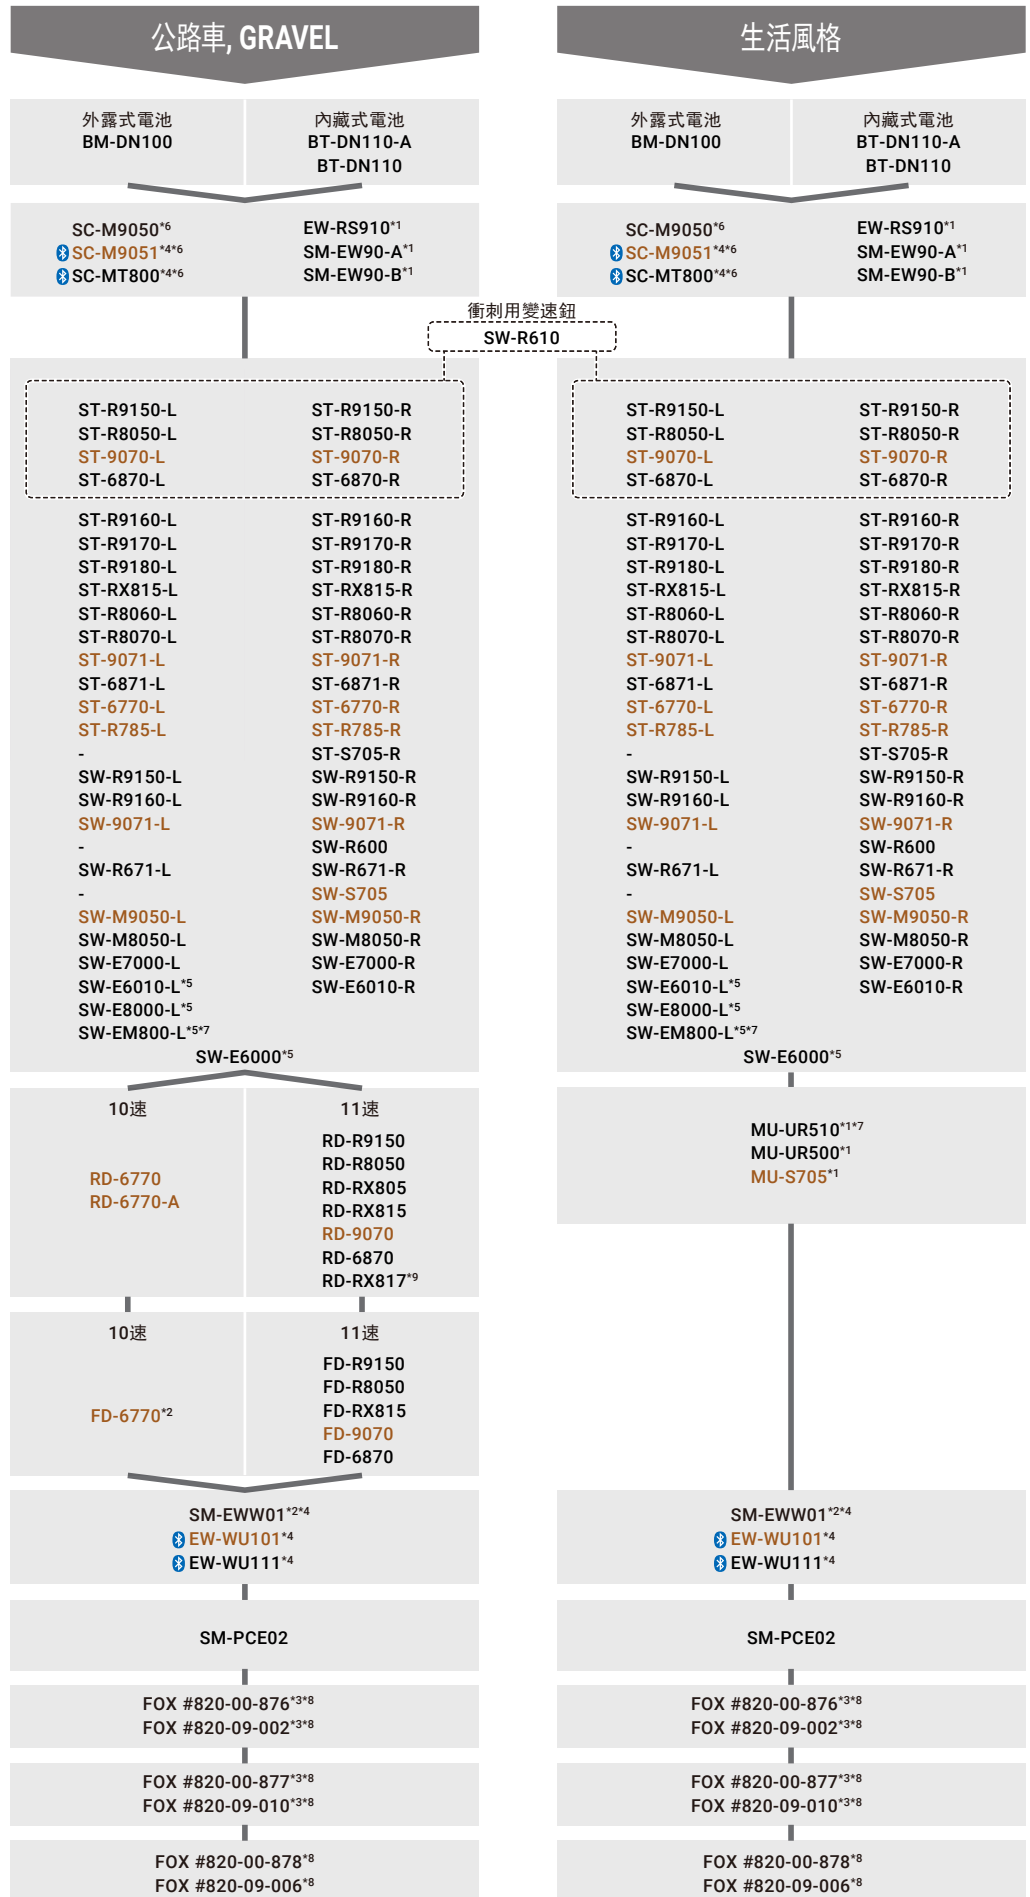 公路車, GRAVEL
外露式電池
BM-DN100
內藏式電池
BT-DN110-A
BT-DN110
SC-M9050*6
SC-M9051*4*6
SC-MT800*4*6
EW-RS910*1
SM-EW90-A*1
SM-EW90-B*1
衝刺用變速鈕
SW-R610
ST-R9150-L ST-R9150-R
ST-R8050-L ST-R8050-R
ST-9070-L ST-9070-R
ST-6870-L ST-6870-R
ST-R9160-L ST-R9160-R
ST-R9170-L ST-R9170-R
ST-R9180-L ST-R9180-R
ST-RX815-L ST-RX815-R
ST-R8060-L ST-R8060-R
ST-R8070-L ST-R8070-R
ST-9071-L ST-9071-R
ST-6871-L ST-6871-R
ST-6770-L ST-6770-R
ST-R785-L ST-R785-R
- ST-S705-R
SW-R9150-L SW-R9150-R
SW-R9160-L SW-R9160-R
SW-9071-L SW-9071-R
- SW-R600
SW-R671-L SW-R671-R
- SW-S705
SW-M9050-L SW-M9050-R
SW-M8050-L SW-M8050-R
SW-E7000-L SW-E7000-R
SW-E6010-L*5 SW-E6010-R
SW-E8000-L*5
SW-EM800-L*5*7
SW-E6000*5
10速
RD-6770
RD-6770-A
11速
RD-R9150
RD-R8050
RD-RX805
RD-RX815
RD-9070
RD-6870
RD-RX817*9
10速
FD-6770*2
11速
FD-R9150
FD-R8050
FD-RX815
FD-9070
FD-6870
SM-EWW01*2*4
EW-WU101*4
EW-WU111*4
SM-PCE02
FOX #820-00-876*3*8
FOX #820-09-002*3*8
FOX #820-00-877*3*8
FOX #820-09-010*3*8
FOX #820-00-878*8
FOX #820-09-006*8
生活風格
外露式電池
BM-DN100
內藏式電池
BT-DN110-A
BT-DN110
SC-M9050*6
SC-M9051*4*6
SC-MT800*4*6
EW-RS910*1
SM-EW90-A*1
SM-EW90-B*1
ST-R9150-L ST-R9150-R
ST-R8050-L ST-R8050-R
ST-9070-L ST-9070-R
ST-6870-L ST-6870-R
ST-R9160-L ST-R9160-R
ST-R9170-L ST-R9170-R
ST-R9180-L ST-R9180-R
ST-RX815-L ST-RX815-R
ST-R8060-L ST-R8060-R
ST-R8070-L ST-R8070-R
ST-9071-L ST-9071-R
ST-6871-L ST-6871-R
ST-6770-L ST-6770-R
ST-R785-L ST-R785-R
- ST-S705-R
SW-R9150-L SW-R9150-R
SW-R9160-L SW-R9160-R
SW-9071-L SW-9071-R
- SW-R600
SW-R671-L SW-R671-R
- SW-S705
SW-M9050-L SW-M9050-R
SW-M8050-L SW-M8050-R
SW-E7000-L SW-E7000-R
SW-E6010-L*5 SW-E6010-R
SW-E8000-L*5
SW-EM800-L*5*7
SW-E6000*5
MU-UR510*1*7
MU-UR500*1
MU-S705*1
SM-EWW01*2*4
EW-WU101*4
EW-WU111*4
SM-PCE02
FOX #820-00-876*3*8
FOX #820-09-002*3*8
FOX #820-00-877*3*8
FOX #820-09-010*3*8
FOX #820-00-878*8
FOX #820-09-006*8